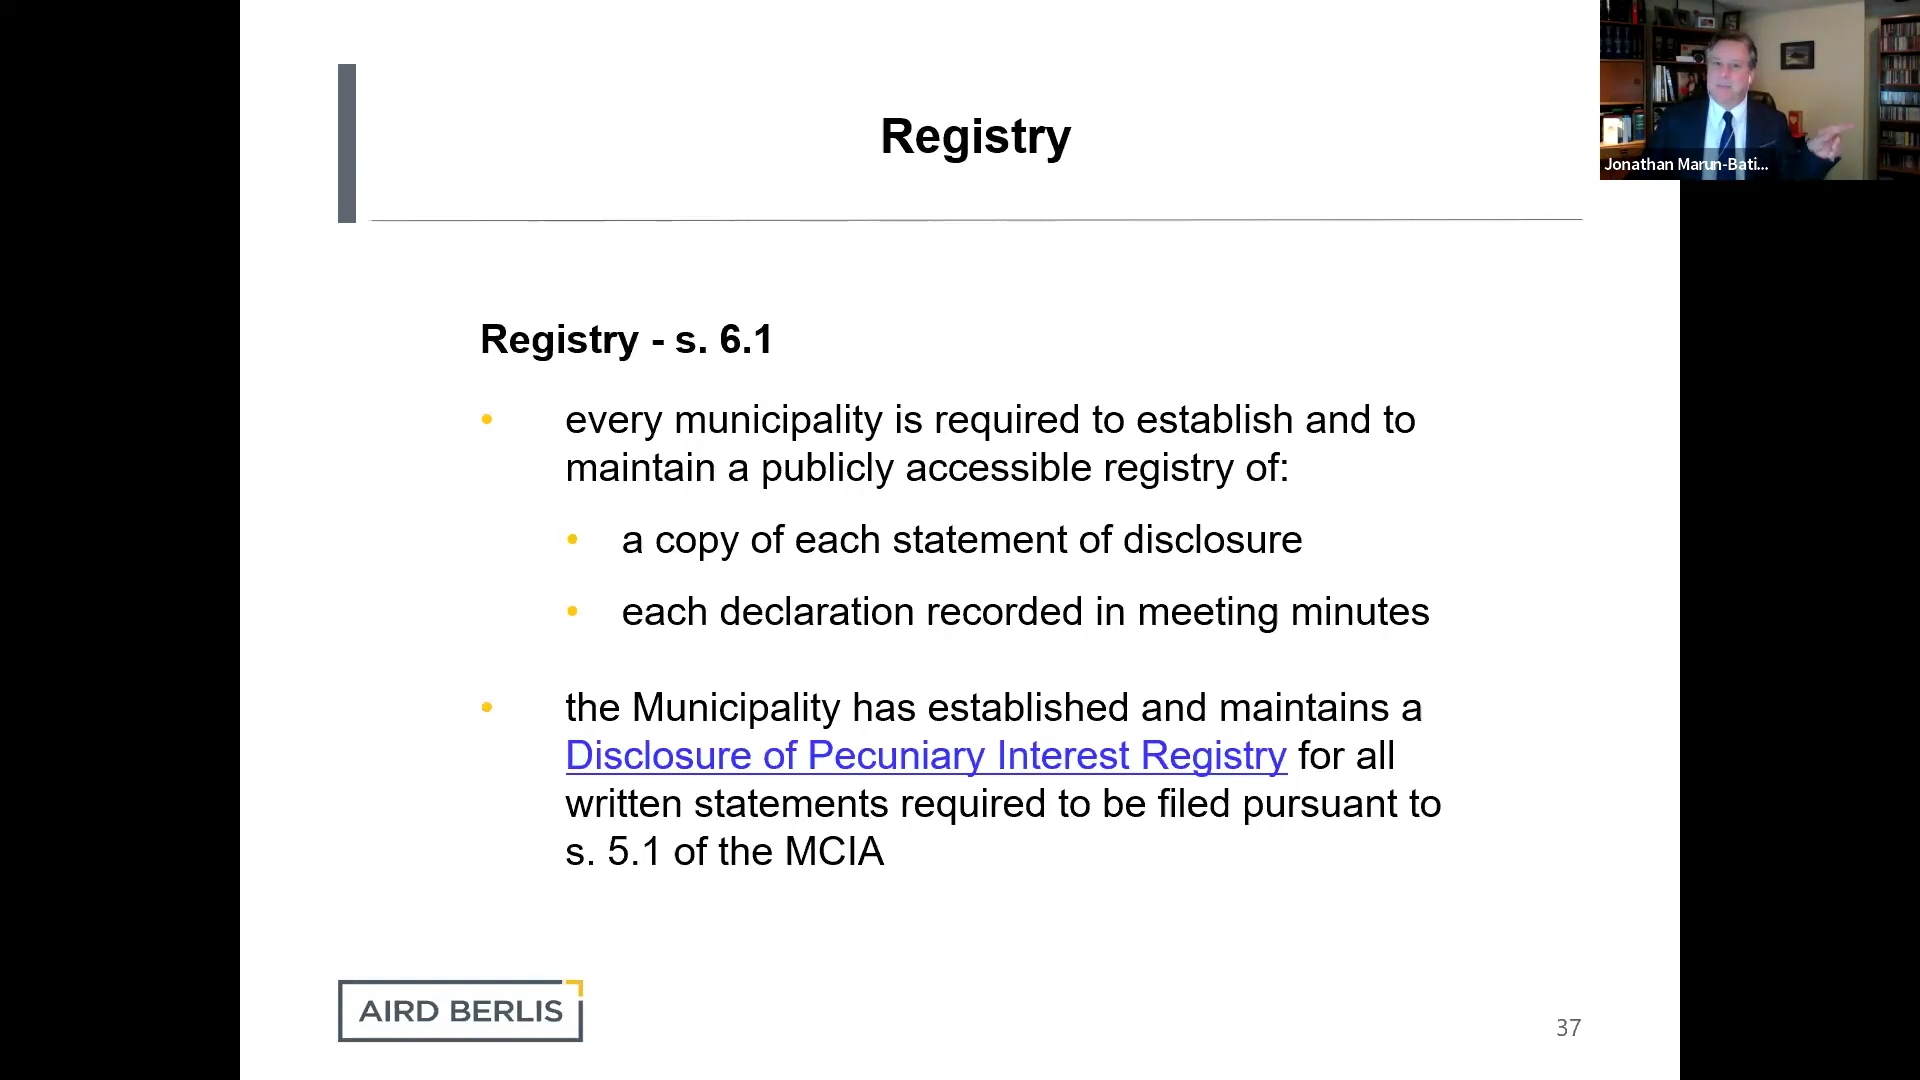 Registry
Jonathan Marun-Bati...
Registry - s. 6.1
• every municipality is required to establish and to
maintain a publicly accessible registry of:
• a copy of each statement of disclosure
• each declaration recorded in meeting minutes
• the Municipality has established and maintains a
Disclosure of Pecuniary Interest Registry for all
written statements required to be filed pursuant to
s. 5.1 of the MCIA
AIRD BERLIS
37